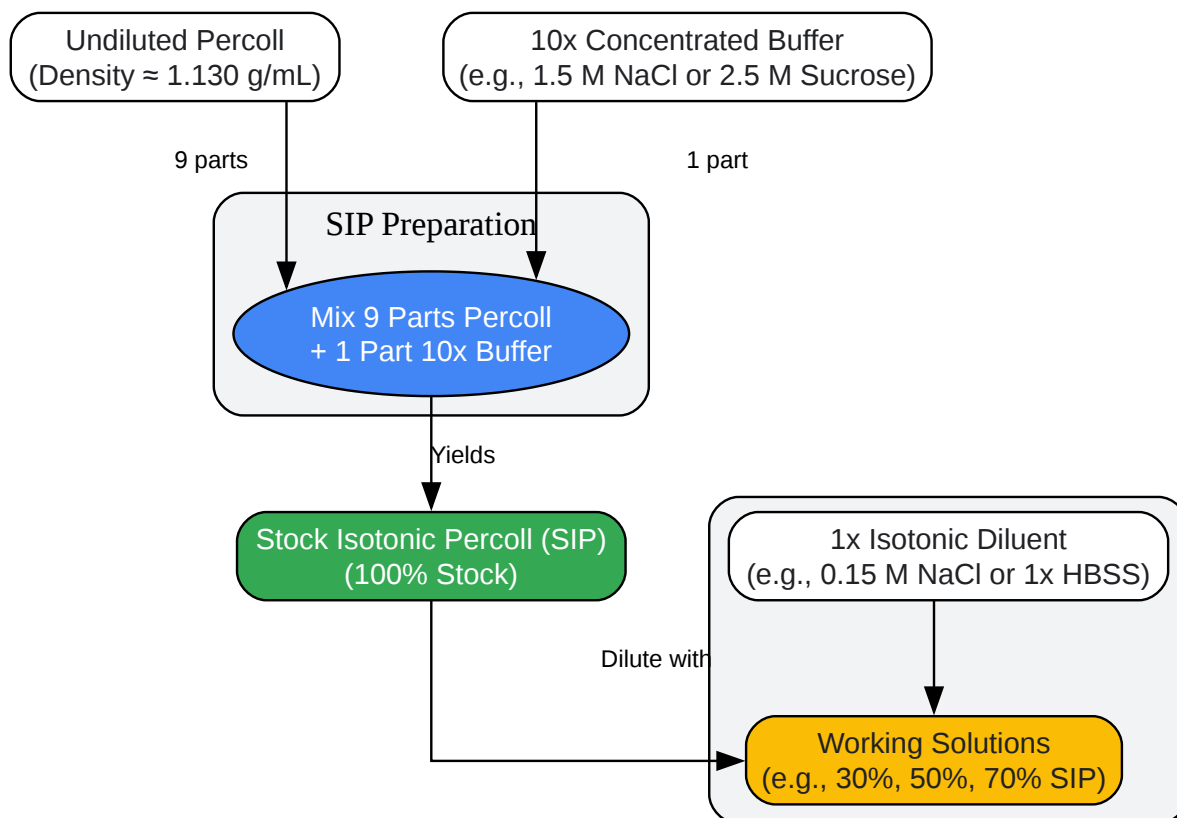 Undiluted Percoll
(Density ≈ 1.130 g/mL)
10x Concentrated Buffer
(e.g., 1.5 M NaCl or 2.5 M Sucrose)
9 parts
1 part
SIP Preparation
Mix 9 Parts Percoll
+ 1 Part 10x Buffer
Yields
Stock Isotonic Percoll (SIP)
(100% Stock)
1x Isotonic Diluent
(e.g., 0.15 M NaCl or 1x HBSS)
Dilute with
Working Solutions
(e.g., 30%, 50%, 70% SIP)